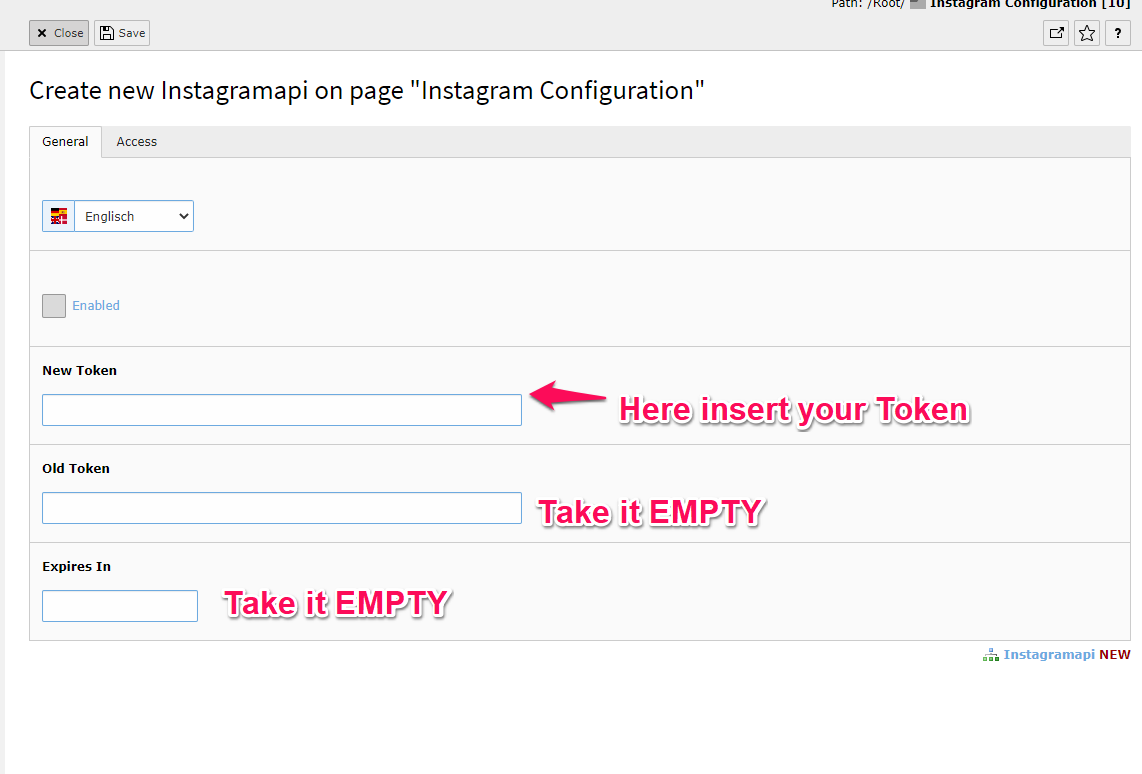 Path: /Root/ Instagram Configuration [10]
Close Save ?
Create new Instagramapi on page "Instagram Configuration"
General Access
Englisch
Enabled
New Token
Here insert your Token
Old Token
Take it EMPTY
Expires In
Take it EMPTY
Instagramapi NEW